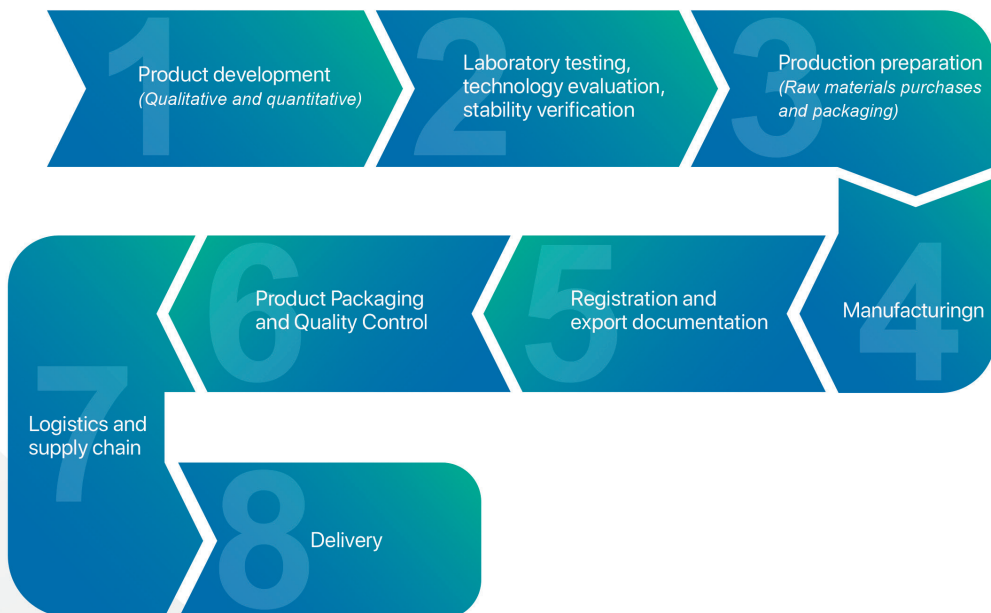 1
Product development
(Qualitative and quantitative)
2
Laboratory testing,
technology evaluation,
stability verification
3
Production preparation
(Raw materials purchases
and packaging)
4
Manufacturingn
5
Registration and
export documentation
6
Product Packaging
and Quality Control
7
Logistics and
supply chain
8
Delivery